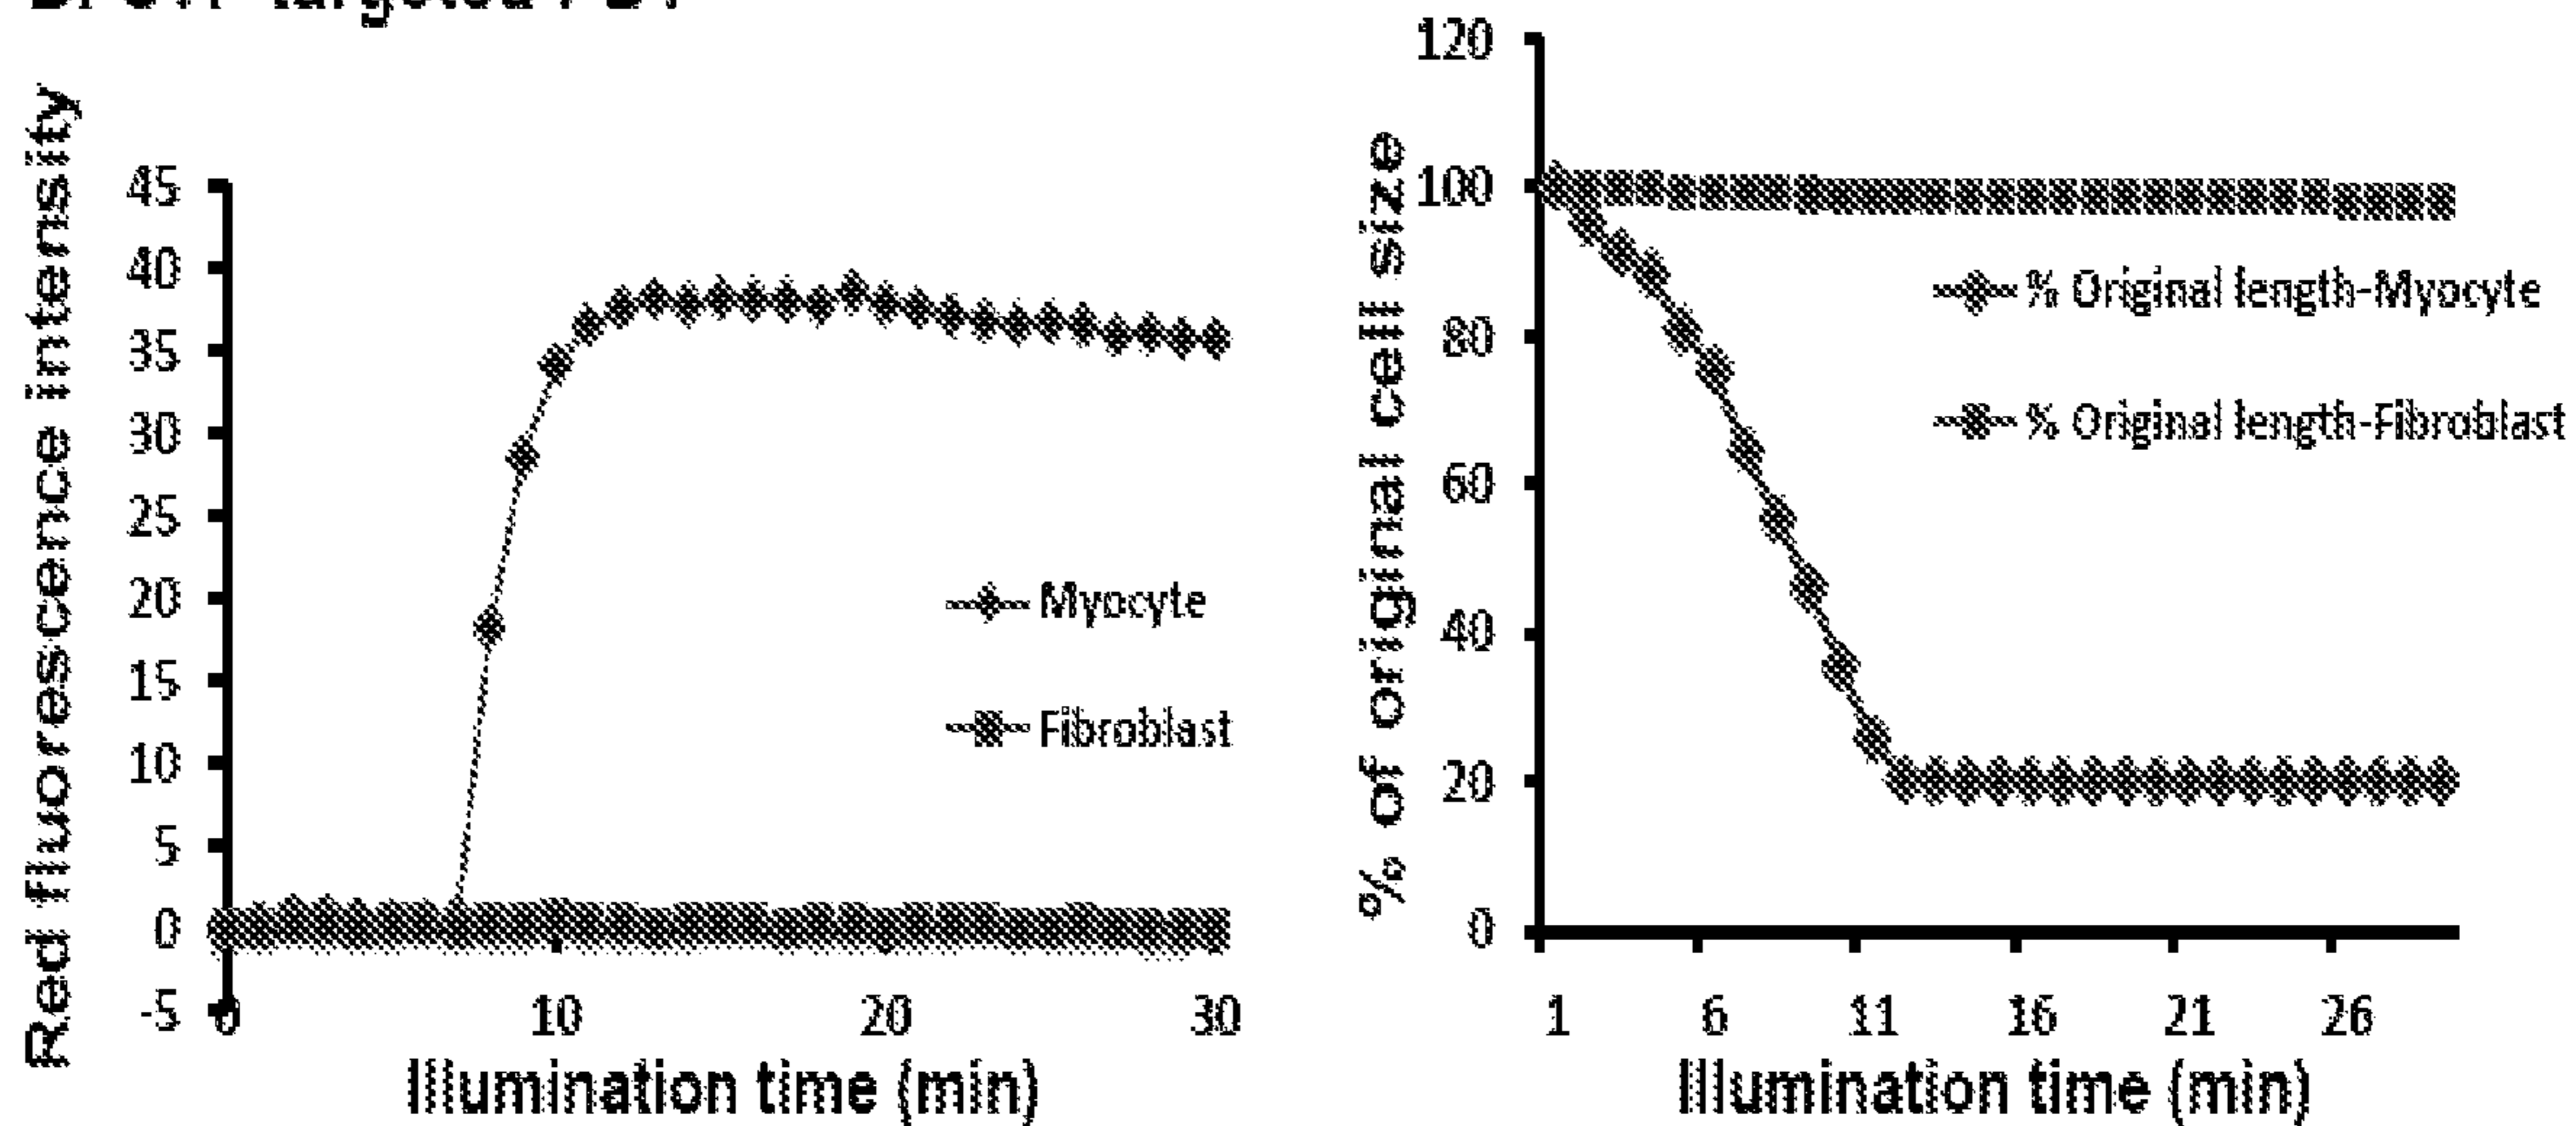 targeted
Red fluorescence intensity
45
40
35
30
25
20
15
10
5
0
-5
Myocyte
Fibroblast
0 10 20 30
Illumination time (min)
% of original cell size
120
100
80
60
40
20
0
% Original length-Myocyte
% Original length-Fibroblast
1 6 11 16 21 26
Illumination time (min)